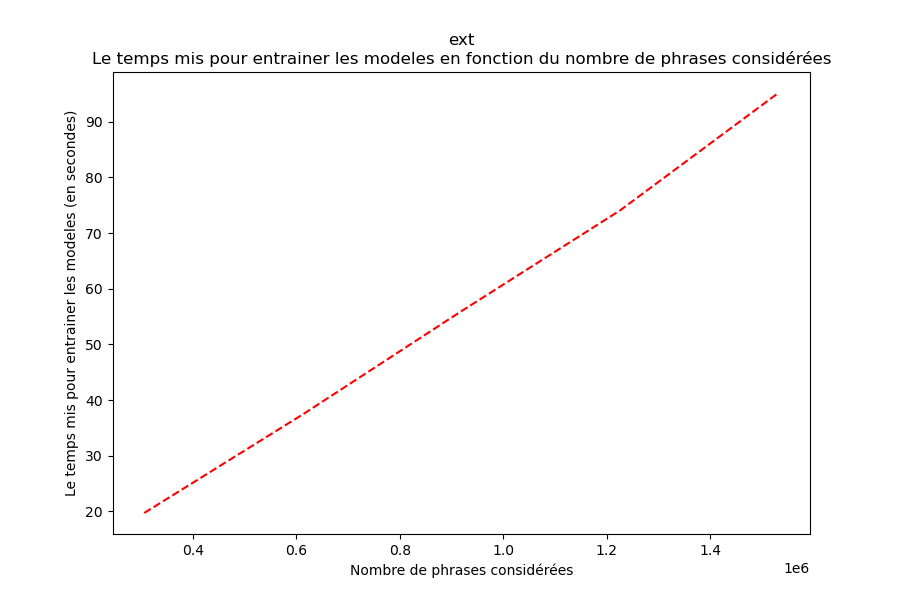 ext
Le temps mis pour entrainer les modeles en fonction du nombre de phrases considérées
Le temps mis pour entrainer les modeles (en secondes)
90
80
70
60
50
40
30
20
0.4
0.6
0.8
1.0
1.2
1.4
1e6
Nombre de phrases considérées